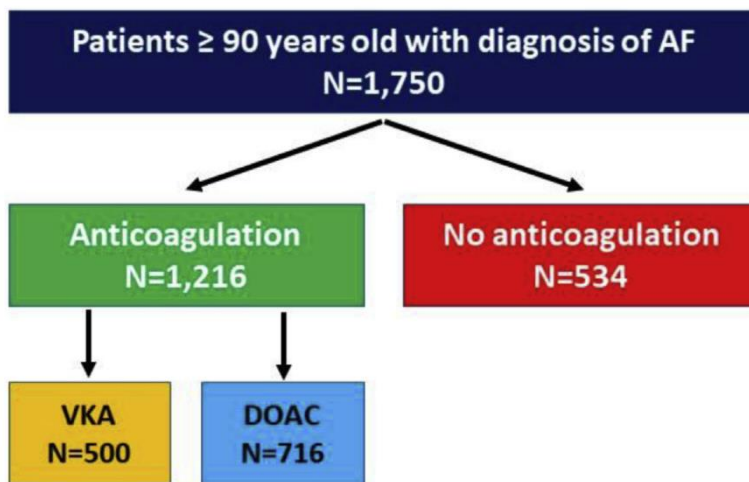 Patients ≥ 90 years old with diagnosis of AF
N=1,750
Anticoagulation
N=1,216
No anticoagulation
N=534
VKA
N=500
DOAC
N=716